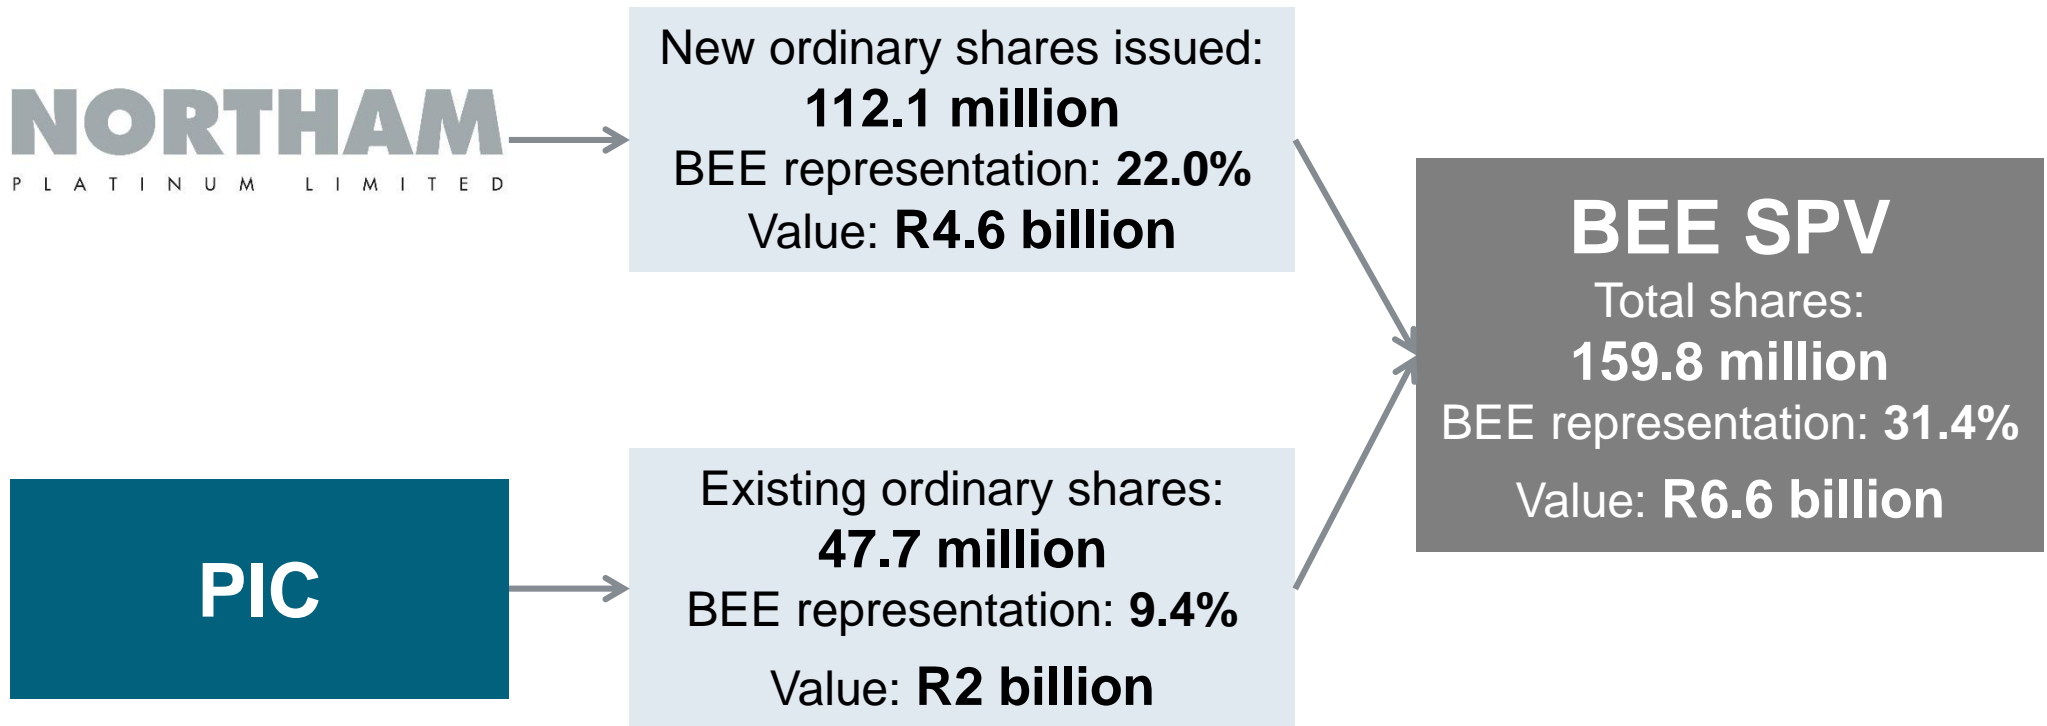 NORTHAM
PLATINUM LIMITED
New ordinary shares issued:
112.1 million
BEE representation: 22.0%
Value: R4.6 billion
PIC
Existing ordinary shares:
47.7 million
BEE representation: 9.4%
Value: R2 billion
BEE SPV
Total shares:
159.8 million
BEE representation: 31.4%
Value: R6.6 billion